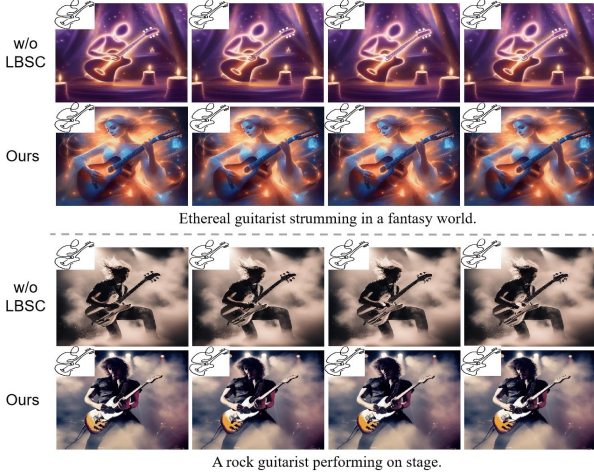 w/o
LBSC
Ours
Ethereal guitarist strumming in a fantasy world.
w/o
LBSC
Ours
A rock guitarist performing on stage.